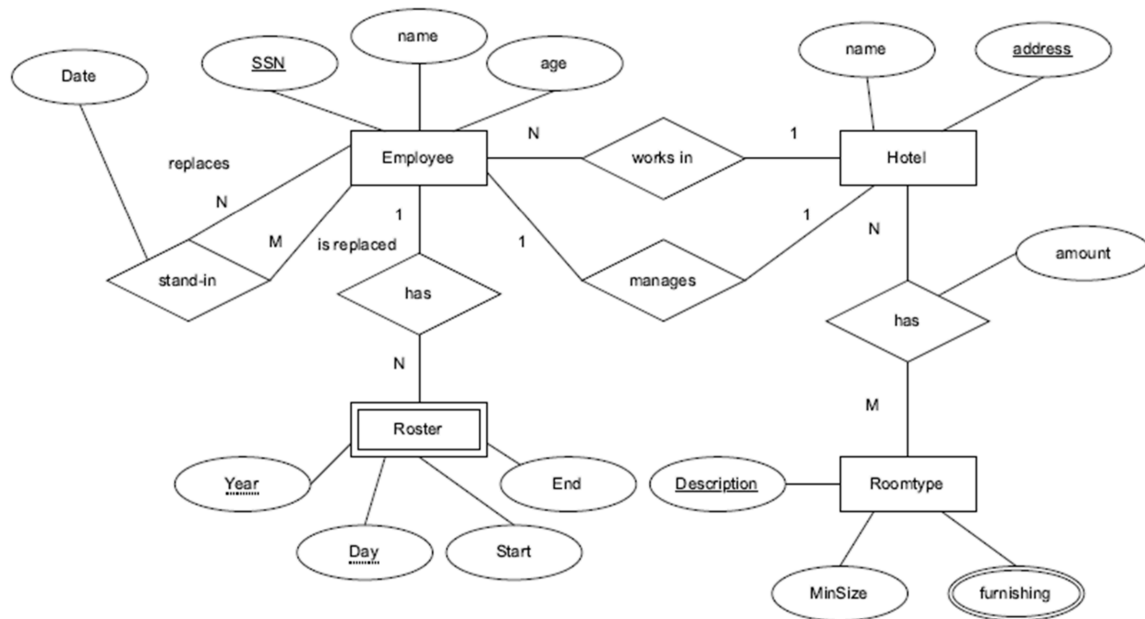 name
name
address
SSN
age
Date
N
1
Employee
works in
Hotel
replaces
N
1
1
N
M
is replaced
1
amount
stand-in
manages
has
has
N
M
Roster
Year
End
Description
Roomtype
Day
Start
MinSize
furnishing